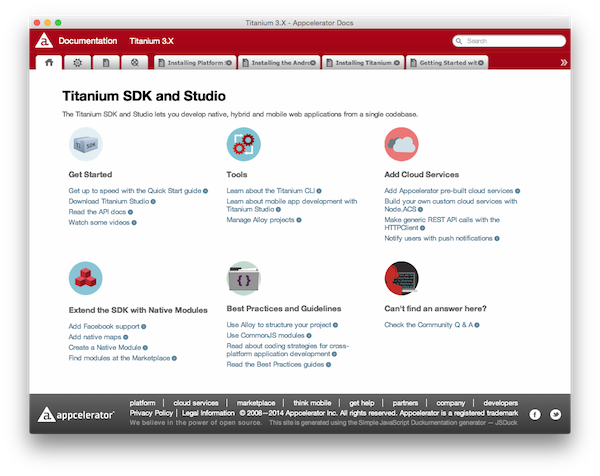 Titanium 3.X - Appcelerator Docs
a Documentation Titanium 3.X
Search
Installing Platform S
Installing the Andro
Installing Titanium
Getting Started wit
»
Titanium SDK and Studio
The Titanium SDK and Studio lets you develop native, hybrid and mobile web applications from a single codebase.
SDK
Get Started
Get up to speed with the Quick Start guide
Download Titanium Studio
Read the API docs
Watch some videos
Tools
Learn about the Titanium CLI
Learn about mobile app development with
Titanium Studio
Manage Alloy projects
Add Cloud Services
Add Appcelerator pre-built cloud services
Build your own custom cloud services with
Node.ACS
Make generic REST API calls with the
HTTPClient
Notify users with push notifications
Extend the SDK with Native Modules
Add Facebook support
Add native maps
Create a Native Module
Find modules at the Marketplace
{ }
Best Practices and Guidelines
Use Alloy to structure your project
Use CommonJS modules
Read about coding strategies for cross-
platform application development
Read the Best Practices guides
Can't find an answer here?
Check the Community Q & A
a appcelerator
platform | cloud services | marketplace | think mobile | get help | partners | company | developers
Privacy Policy | Legal Information © 2008—2014 Appcelerator Inc. All rights reserved. Appcelerator is a registered trademark
We believe in the power of open source. This site is generated using the Simple JavaScript Duckumentation generator — JSDuck
f